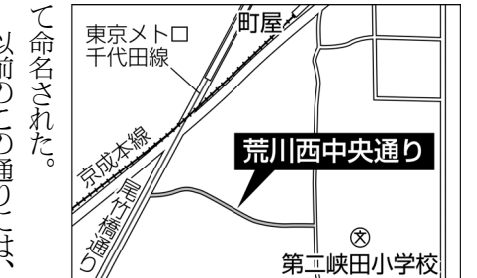 て命名された。
以前のこの通りには、
町屋
東京メトロ
千代田線
京成本線
荒川西中央通り
尾竹橋通り
文
第二峡田小学校